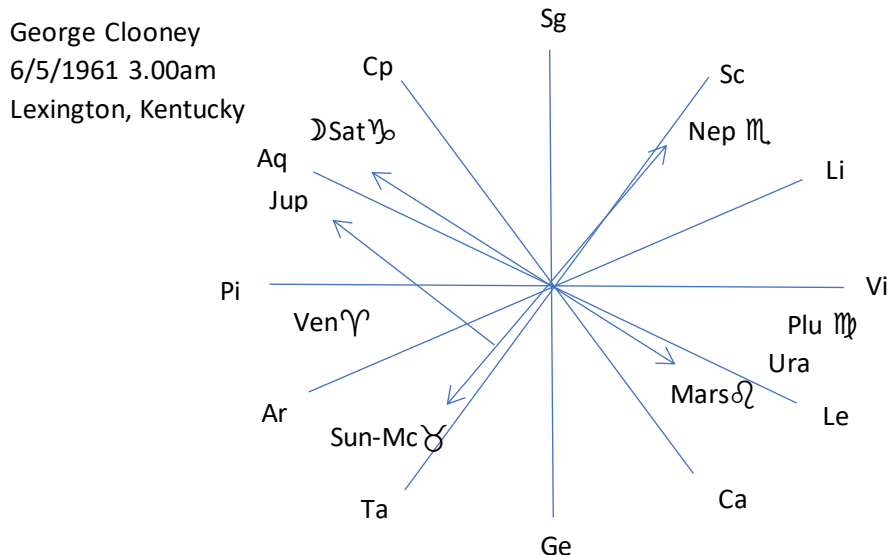 George Clooney
6/5/1961 3.00am
Lexington, Kentucky
Sg
Cp
Sc
☽Sat♑
Nep ♏
Aq
Li
Jup
Pi
Vi
Ven♈
Plu ♍
Ura
Mars♌
Ar
Le
Sun-Mc♉
Ta
Ca
Ge